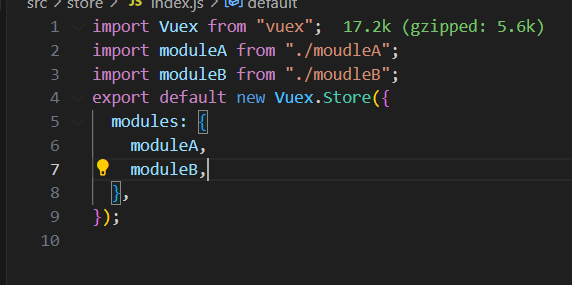 src > store > JS index.js > default
1 import Vuex from "vuex"; 17.2k (gzipped: 5.6k)
2 import moduleA from "./moudleA";
3 import moduleB from "./moudleB";
4 export default new Vuex.Store({
5 modules: {
6 moduleA,
7 moduleB,
8 },
9 });
10